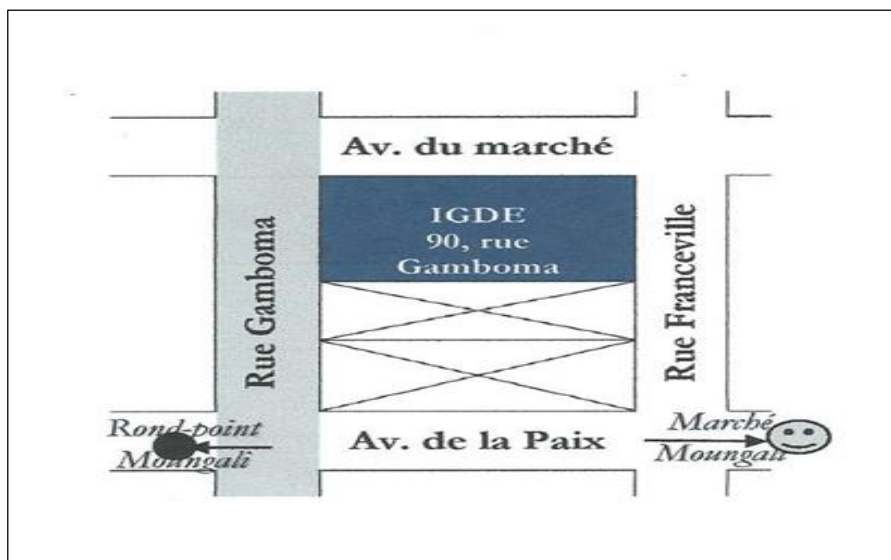 Av. du marché
IGDE
90, rue
Gamboma
Rue Gamboma
Rue Franceville
Rond-point
Moungali
Av. de la Paix
Marché
Moungali